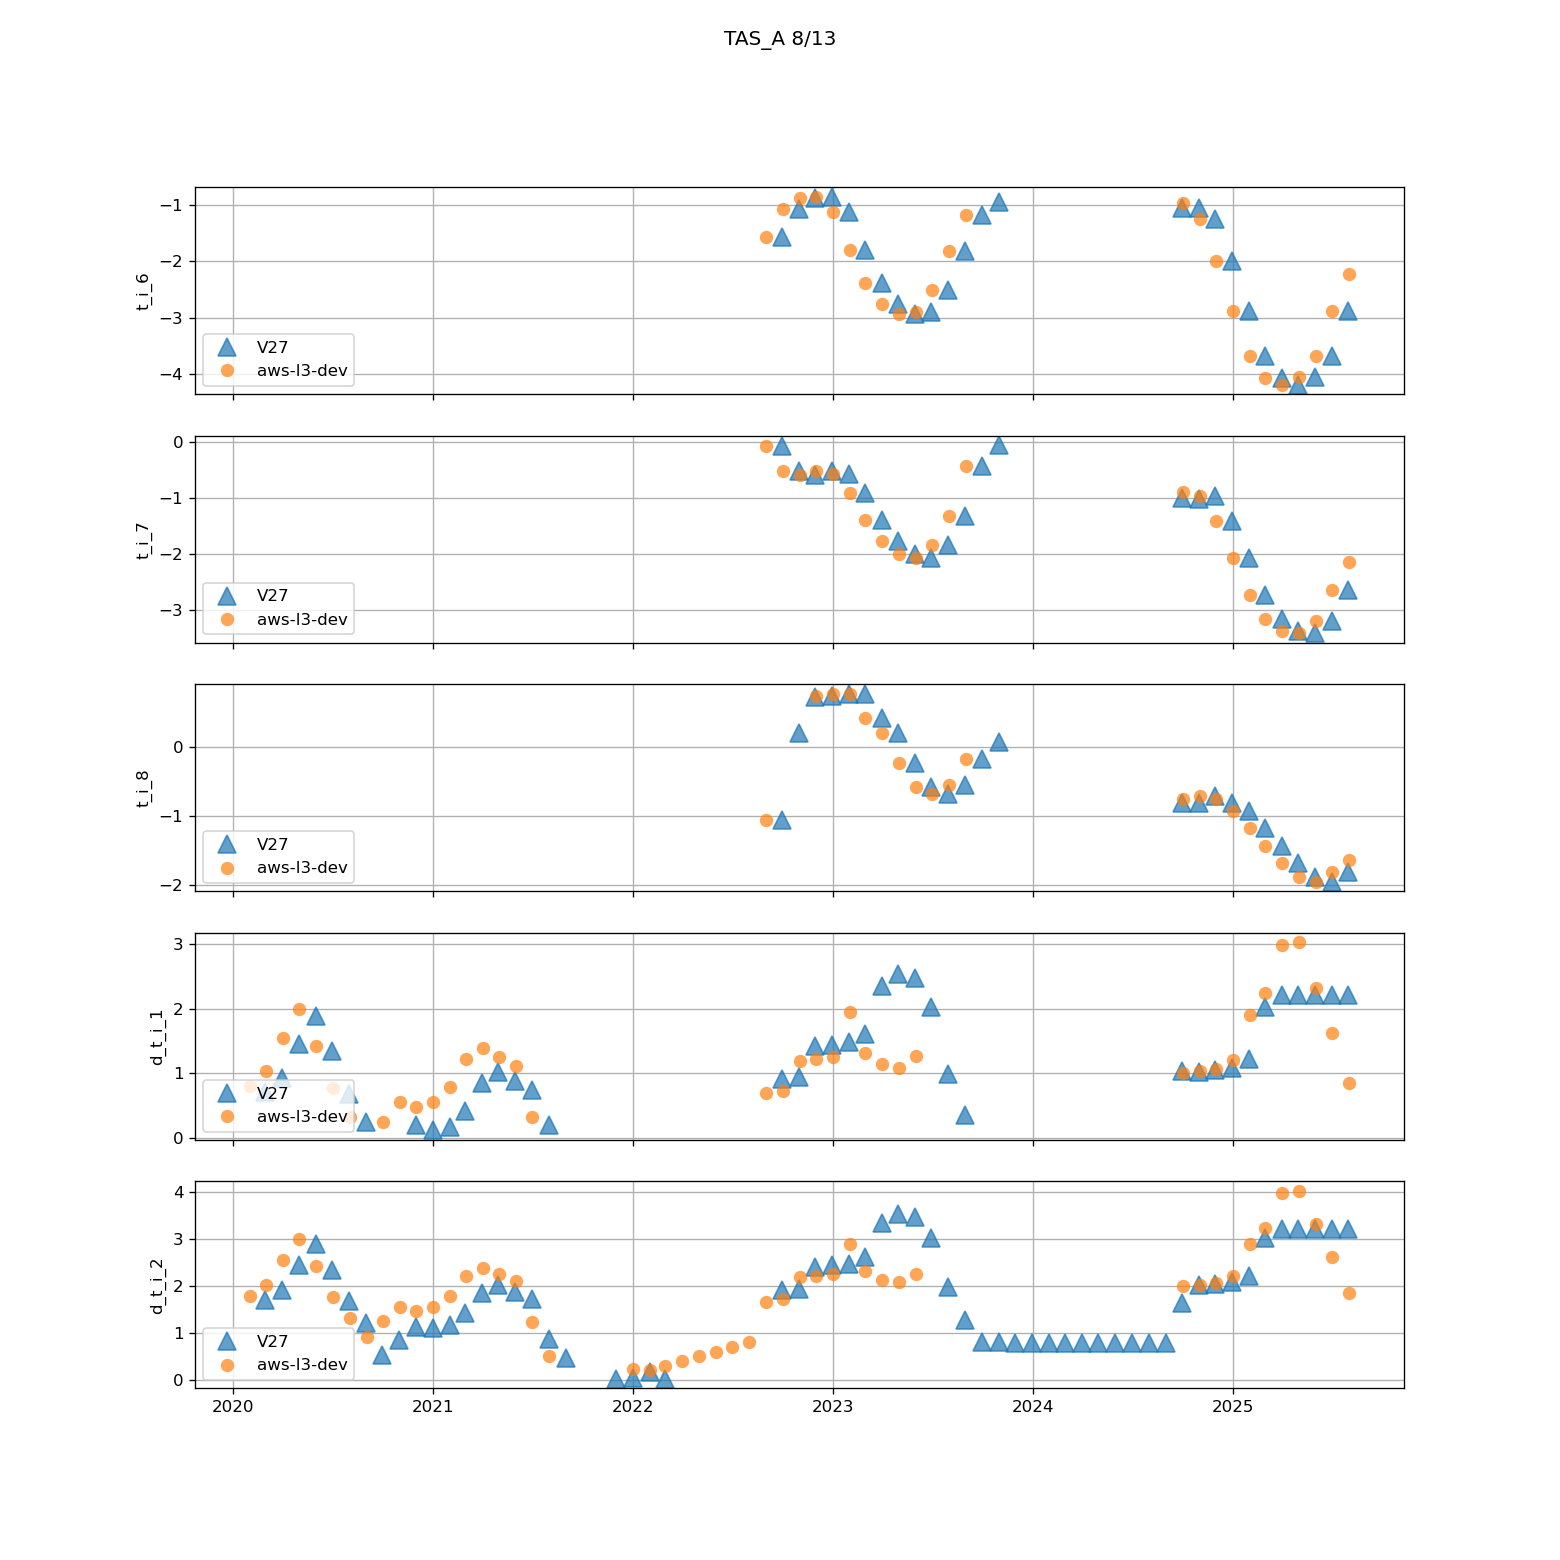 TAS_A 8/13
−1
−2
−3
−4
t_i_6
V27
aws-l3-dev
0
−1
−2
−3
t_i_7
V27
aws-l3-dev
0
−1
−2
t_i_8
V27
aws-l3-dev
3
2
1
0
d_t_i_1
V27
aws-l3-dev
4
3
2
1
0
d_t_i_2
V27
aws-l3-dev
2020 2021 2022 2023 2024 2025